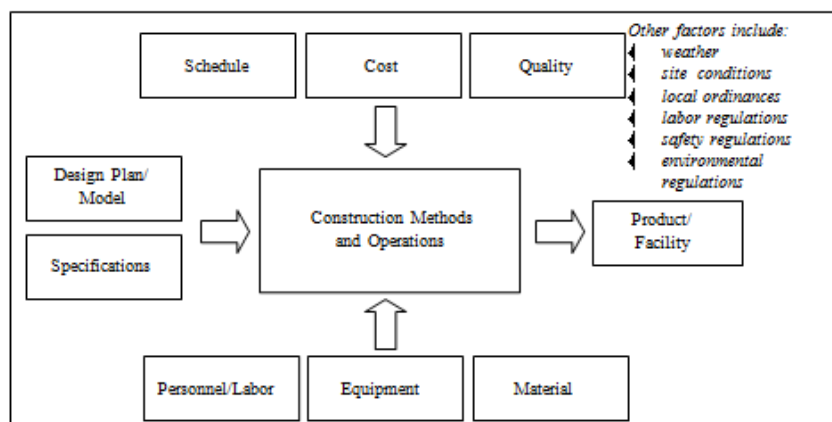 Schedule
Cost
Quality
Other factors include:
weather
site conditions
local ordinances
labor regulations
safety regulations
environmental
regulations
Design Plan/
Model
Specifications
Construction Methods
and Operations
Product/
Facility
Personnel/Labor
Equipment
Material